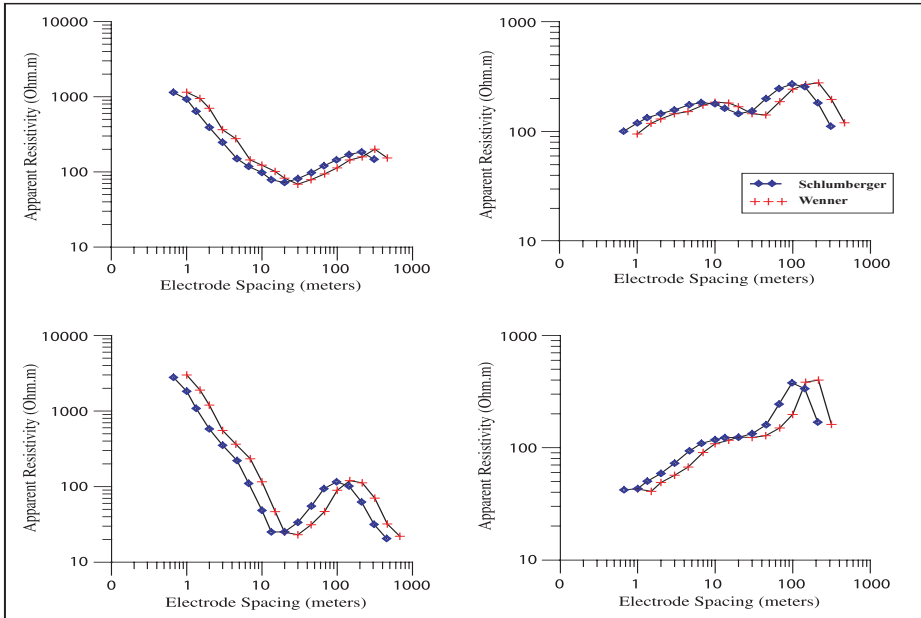 10000
1000
100
10
Apparent Resistivity (Ohm.m)
0 1 10 100 1000
Electrode Spacing (meters)
1000
100
10
Apparent Resistivity (Ohm.m)
Schlumberger
Wenner
0 1 10 100 1000
Electrode Spacing (meters)
10000
1000
100
10
Apparent Resistivity (Ohm.m)
0 1 10 100 1000
Electrode Spacing (meters)
1000
100
10
Apparent Resistivity (Ohm.m)
0 1 10 100 1000
Electrode Spacing (meters)